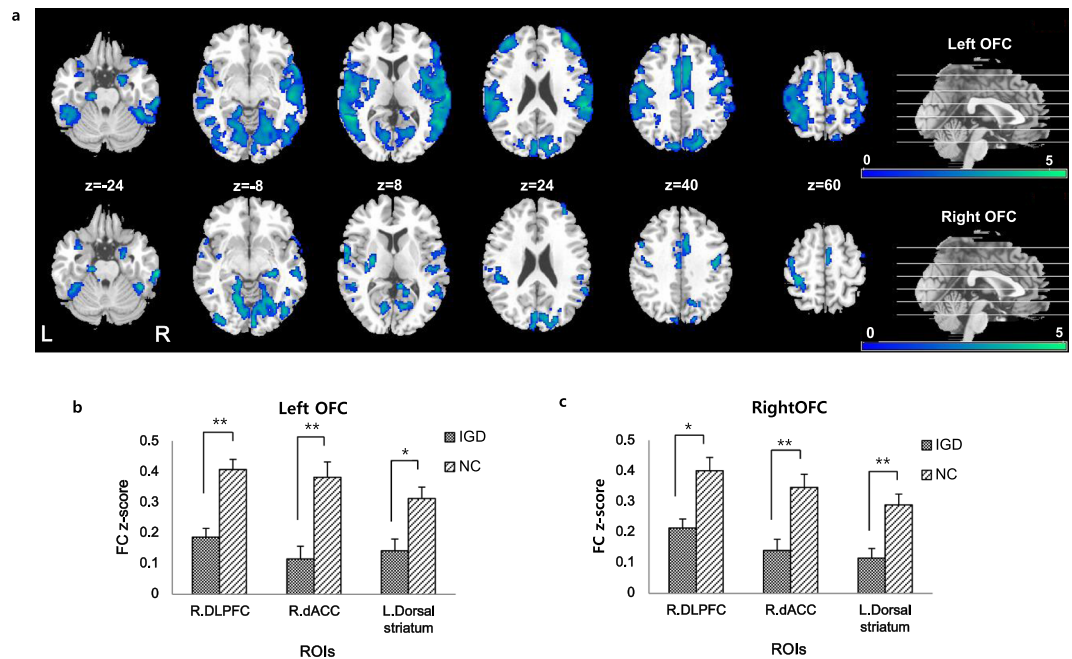 a
Left OFC
0 5
z=-24 z=-8 z=8 z=24 z=40 z=60
Right OFC
L R
0 5
b
Left OFC
** ** *
IGD
NC
FC z-score
0.5
0.4
0.3
0.2
0.1
0
R.DLPFC R.dACC L.Dorsal
striatum
ROIs
c
RightOFC
* ** **
IGD
NC
FC z-score
0.5
0.4
0.3
0.2
0.1
0
R.DLPFC R.dACC L.Dorsal
striatum
ROIs